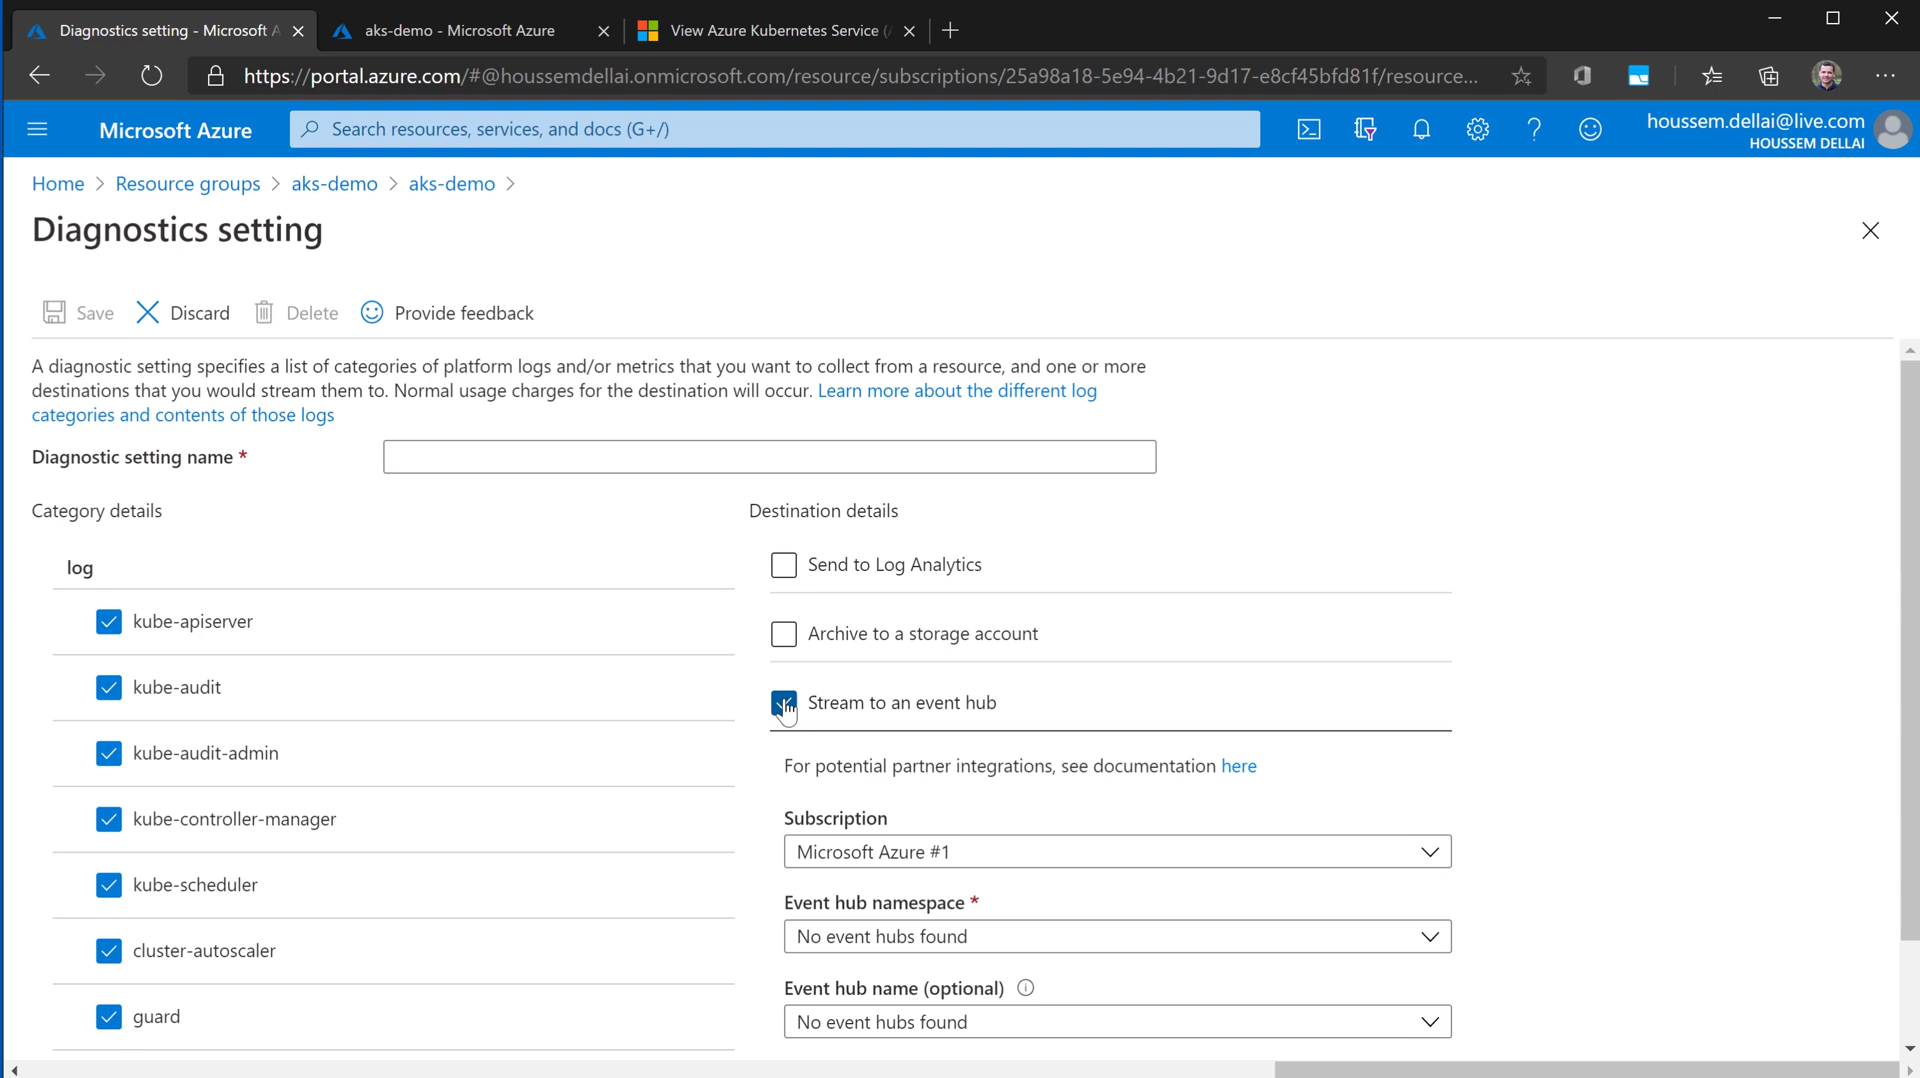 Diagnostics setting - Microsoft A
aks-demo - Microsoft Azure
View Azure Kubernetes Service (
https://portal.azure.com/#@houssemdellai.onmicrosoft.com/resource/subscriptions/25a98a18-5e94-4b21-9d17-e8cf45bfd81f/resource...
Microsoft Azure
Search resources, services, and docs (G+/)
houssem.dellai@live.com
HOUSSEM DELLAI
Home > Resource groups > aks-demo > aks-demo >
Diagnostics setting
Save Discard Delete Provide feedback
A diagnostic setting specifies a list of categories of platform logs and/or metrics that you want to collect from a resource, and one or more
destinations that you would stream them to. Normal usage charges for the destination will occur. Learn more about the different log
categories and contents of those logs
Diagnostic setting name *
Category details
log
kube-apiserver
kube-audit
kube-audit-admin
kube-controller-manager
kube-scheduler
cluster-autoscaler
guard
Destination details
Send to Log Analytics
Archive to a storage account
Stream to an event hub
For potential partner integrations, see documentation here
Subscription
Microsoft Azure #1
Event hub namespace *
No event hubs found
Event hub name (optional)
No event hubs found